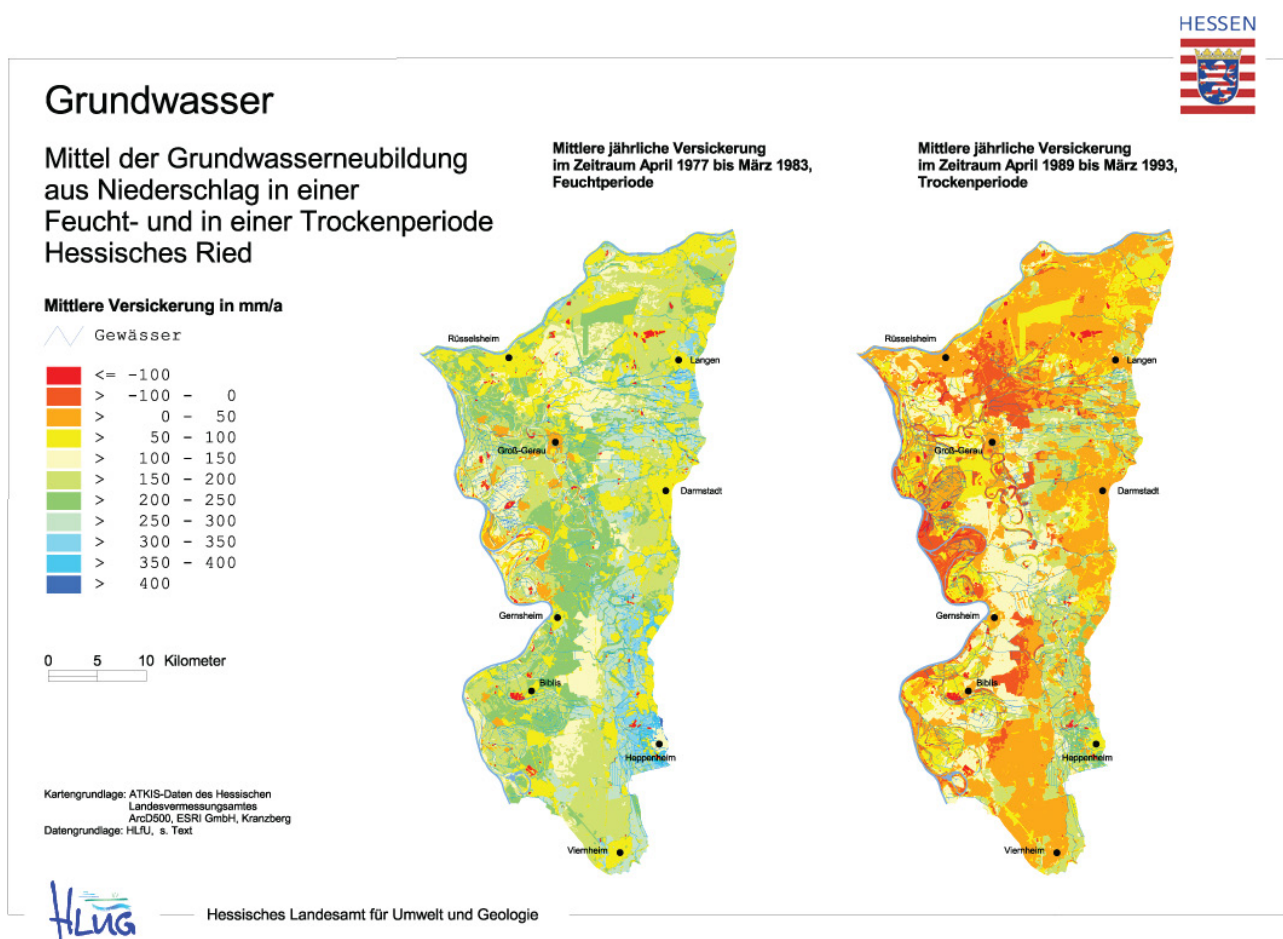 HESSEN
Grundwasser
Mittel der Grundwasserneubildung
aus Niederschlag in einer
Feucht- und in einer Trockenperiode
Hessisches Ried
Mittlere Versickerung in mm/a
Gewässer
<= -100
> -100 - 0
> 0 - 50
> 50 - 100
> 100 - 150
> 150 - 200
> 200 - 250
> 250 - 300
> 300 - 350
> 350 - 400
> 400
0 5 10 Kilometer
Kartengrundlage: ATKIS-Daten des Hessischen
Landesvermessungsamtes
ArcD500, ESRI GmbH, Kranzberg
Datengrundlage: HLfU, s. Text
Mittlere jährliche Versickerung
im Zeitraum April 1977 bis März 1983,
Feuchtperiode
Rüsselsheim
Langen
Groß-Gerau
Darmstadt
Gernsheim
Biblis
Happenheim
Viernheim
Mittlere jährliche Versickerung
im Zeitraum April 1989 bis März 1993,
Trockenperiode
Rüsselsheim
Langen
Groß-Gerau
Darmstadt
Gernsheim
Biblis
Happenheim
Viernheim
HLUG
Hessisches Landesamt für Umwelt und Geologie